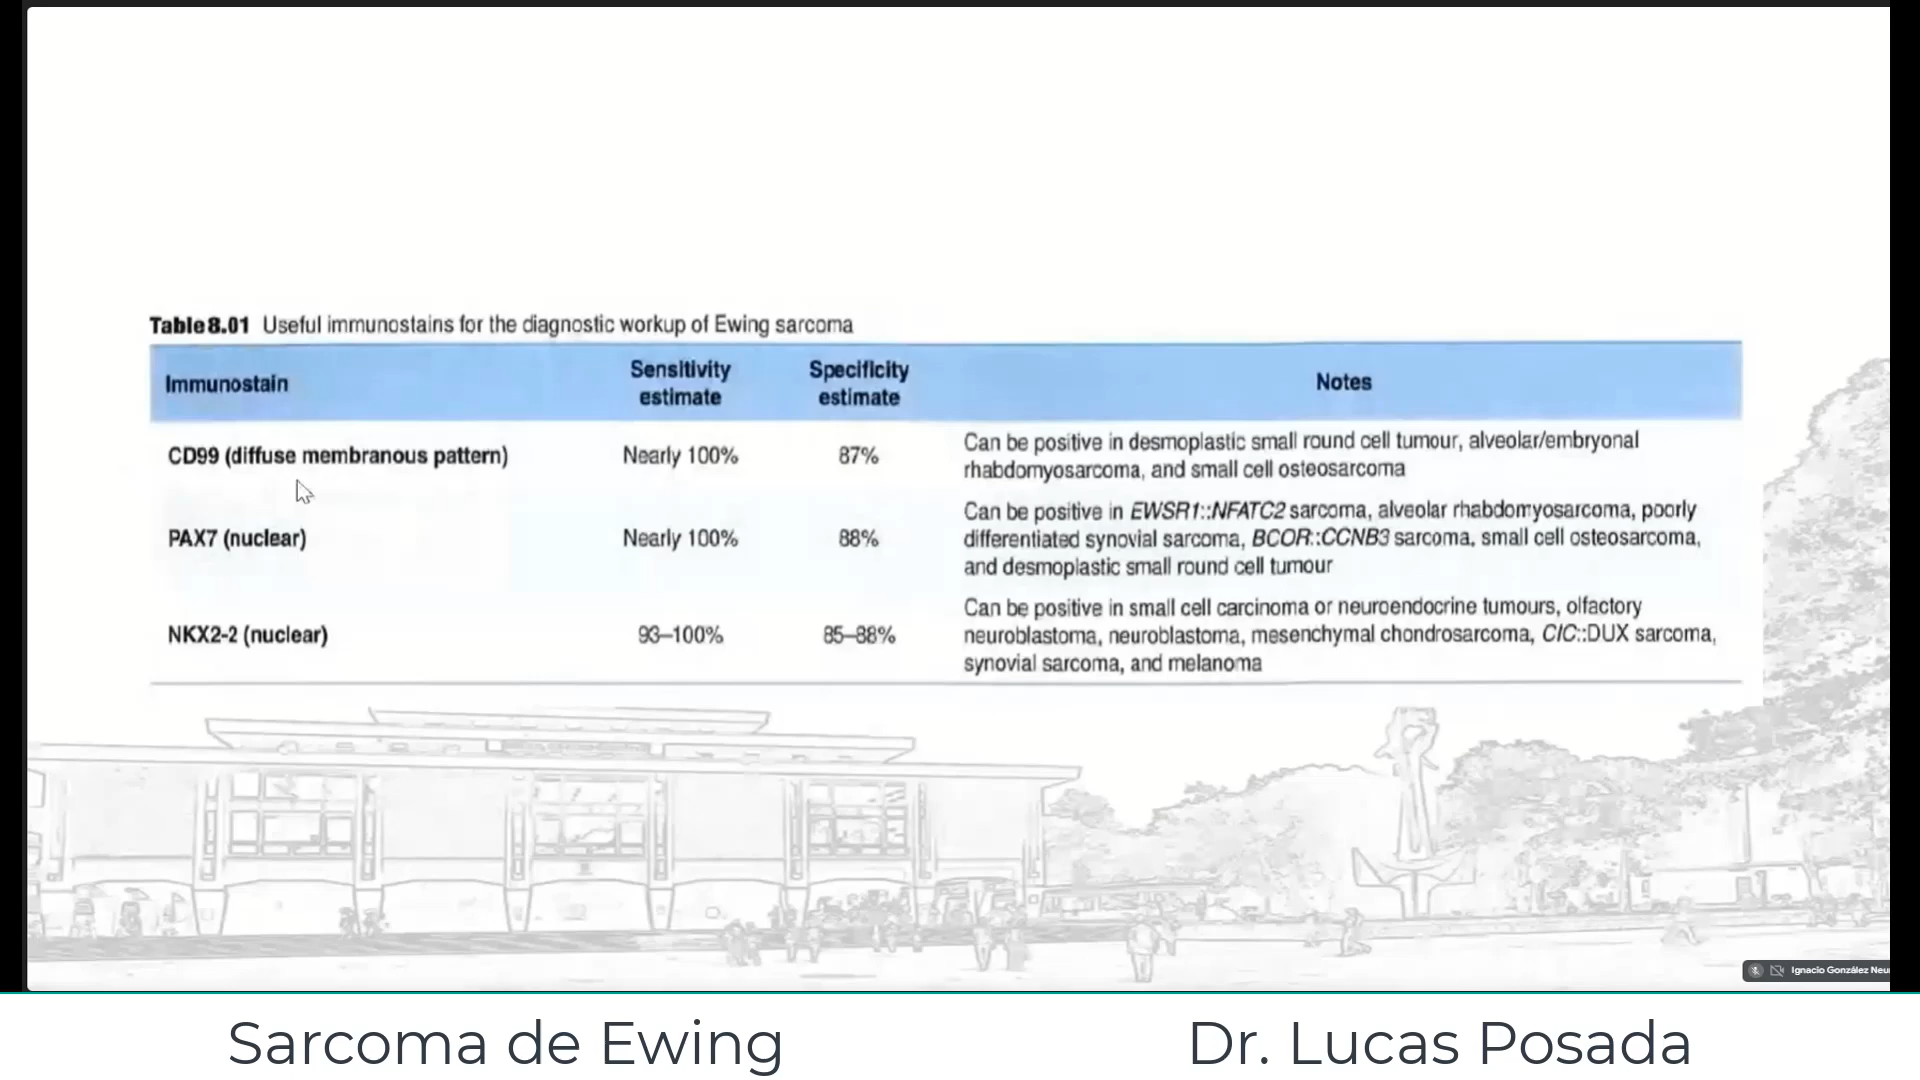 Table 8.01 Useful immunostains for the diagnostic workup of Ewing sarcoma
Immunostain
Sensitivity
estimate
Specificity
estimate
Notes
CD99 (diffuse membranous pattern)
Nearly 100%
87%
Can be positive in desmoplastic small round cell tumour, alveolar/embryonal
rhabdomyosarcoma, and small cell osteosarcoma
PAX7 (nuclear)
Nearly 100%
88%
Can be positive in EWSR1::NFATC2 sarcoma, alveolar rhabdomyosarcoma, poorly
differentiated synovial sarcoma, BCOR::CCNB3 sarcoma, small cell osteosarcoma,
and desmoplastic small round cell tumour
NKX2-2 (nuclear)
93–100%
85–88%
Can be positive in small cell carcinoma or neuroendocrine tumours, olfactory
neuroblastoma, neuroblastoma, mesenchymal chondrosarcoma, CIC::DUX sarcoma,
synovial sarcoma, and melanoma
Ignacio González Neu
Sarcoma de Ewing
Dr. Lucas Posada